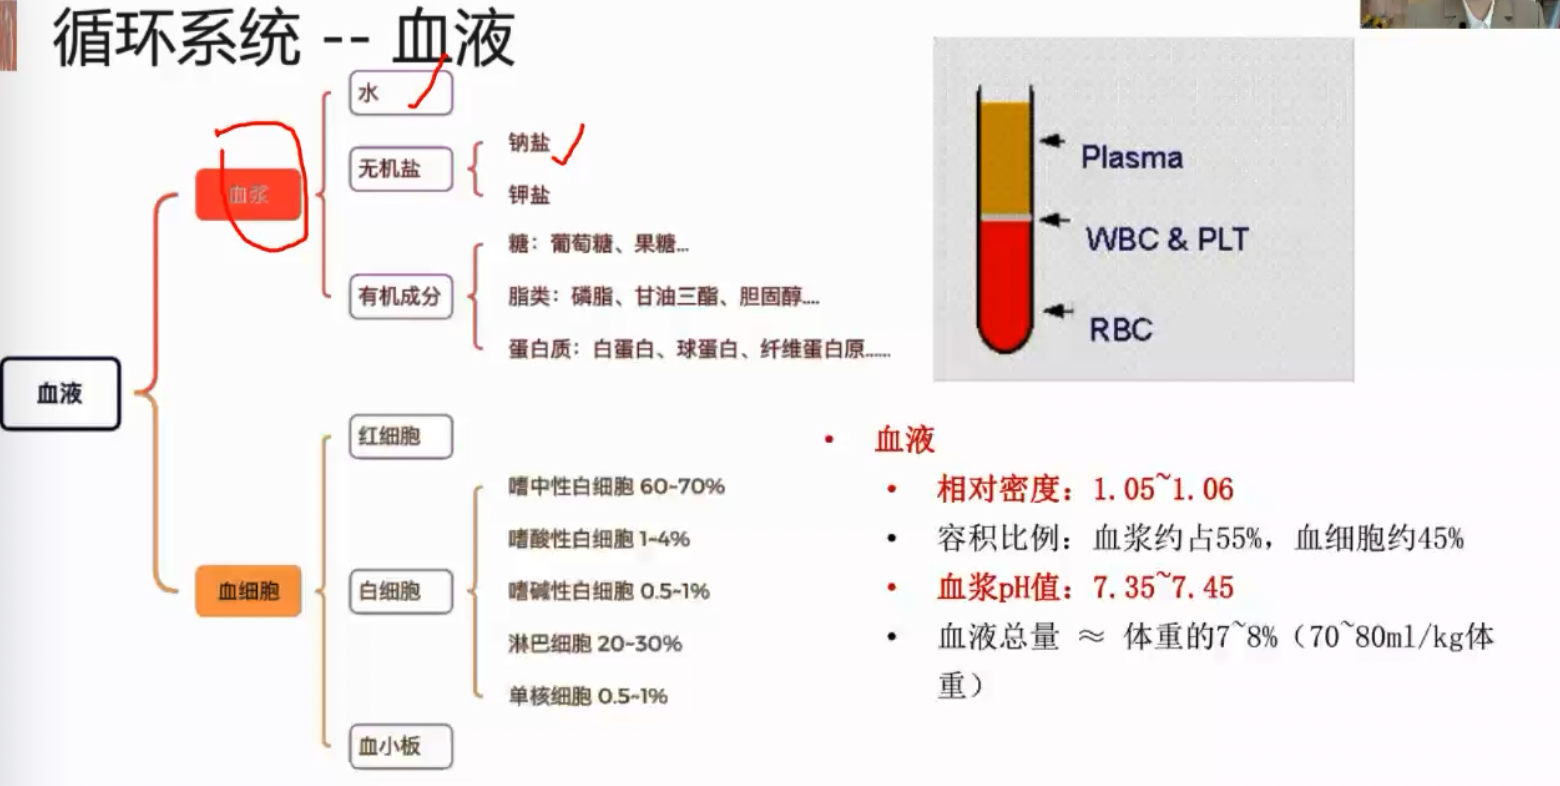 循环系统 -- 血液
血液
血浆
水
无机盐
钠盐
钾盐
有机成分
糖：葡萄糖、果糖...
脂类：磷脂、甘油三酯、胆固醇....
蛋白质：白蛋白、球蛋白、纤维蛋白原......
血细胞
红细胞
白细胞
嗜中性白细胞 60~70%
嗜酸性白细胞 1~4%
嗜碱性白细胞 0.5~1%
淋巴细胞 20~30%
单核细胞 0.5~1%
血小板
Plasma
WBC & PLT
RBC
• 血液
• 相对密度：1.05~1.06
• 容积比例：血浆约占55%，血细胞约45%
• 血浆pH值：7.35~7.45
• 血液总量 ≈ 体重的7~8%（70~80ml/kg体
重）